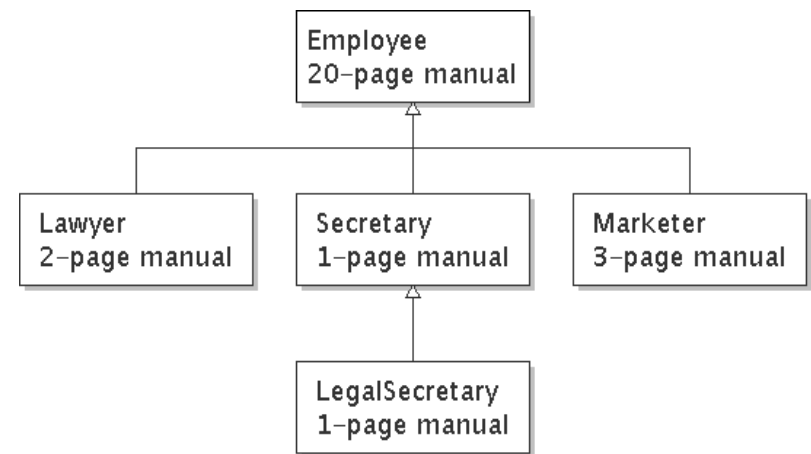 Employee
20-page manual
Lawyer
2-page manual
Secretary
1-page manual
Marketer
3-page manual
LegalSecretary
1-page manual